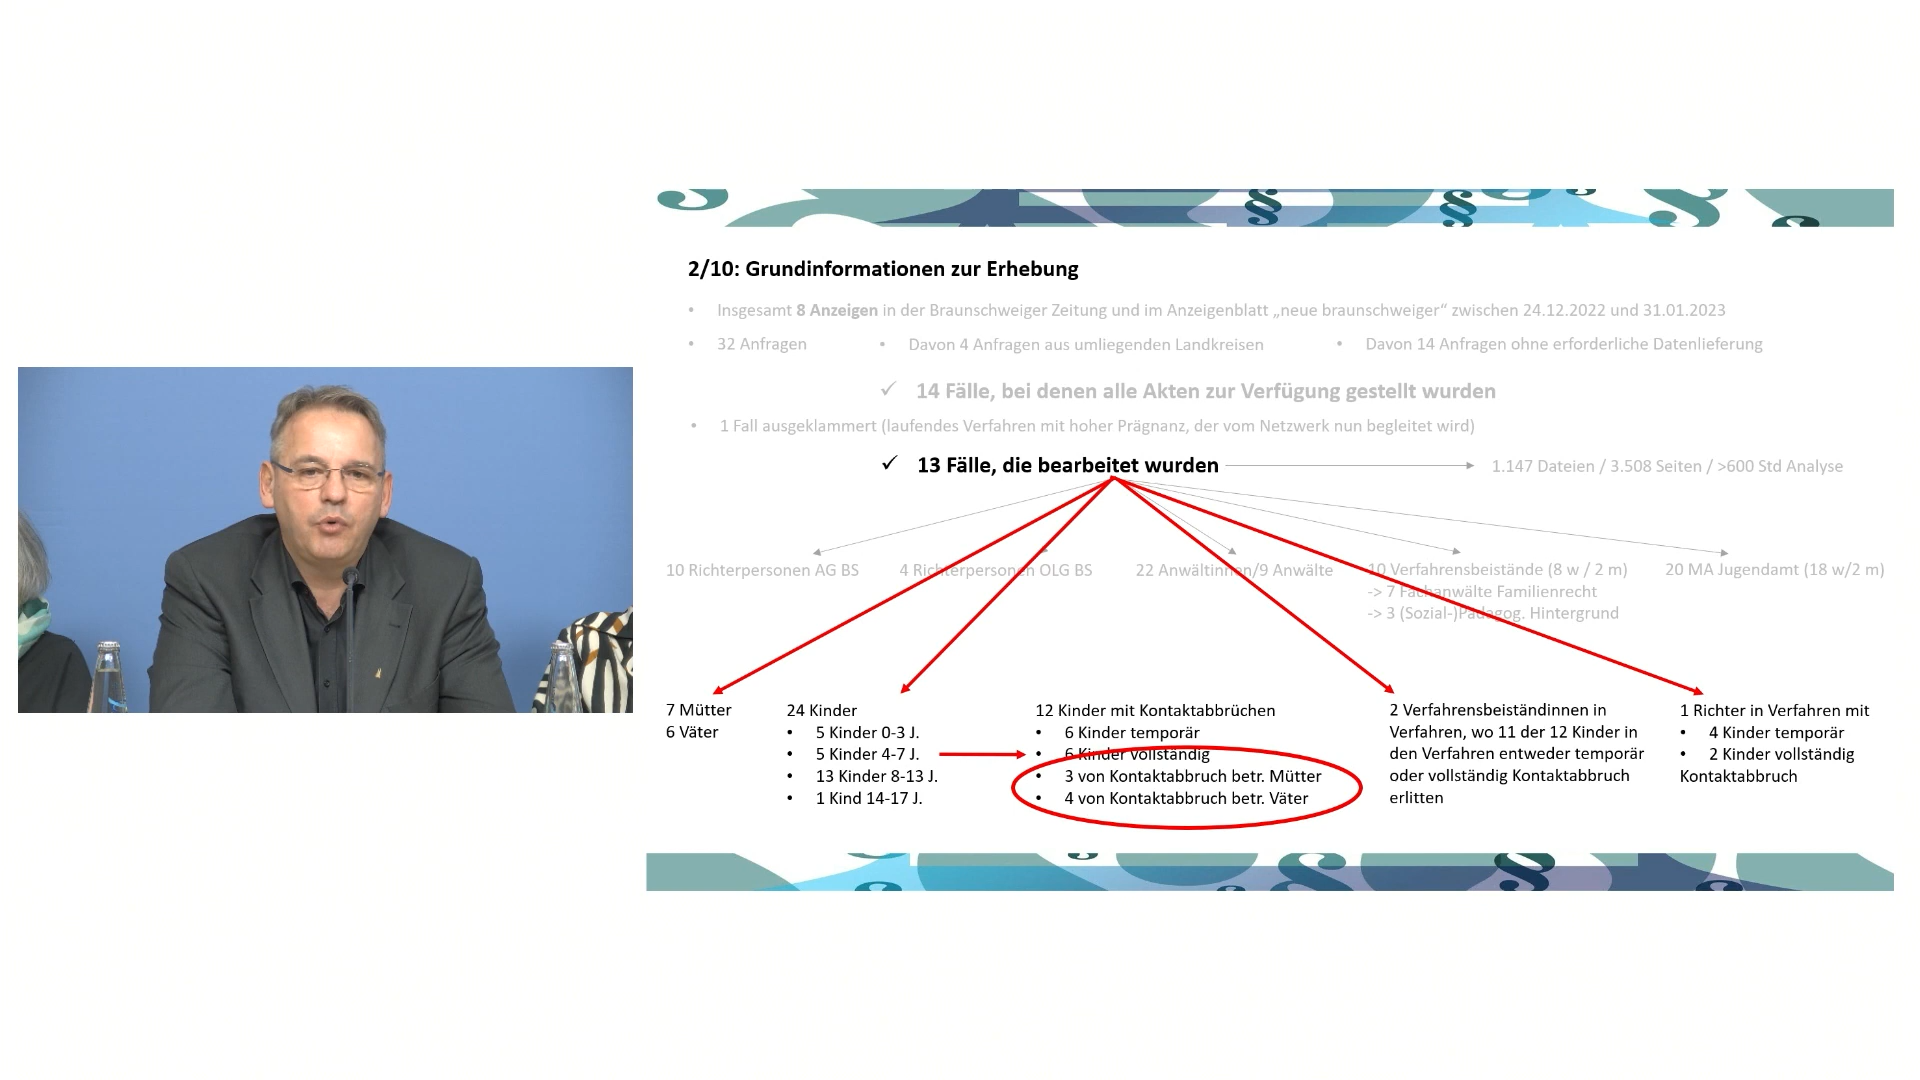 2/10: Grundinformationen zur Erhebung
• Insgesamt 8 Anzeigen in der Braunschweiger Zeitung und im Anzeigenblatt „neue braunschweiger“ zwischen 24.12.2022 und 31.01.2023
• 32 Anfragen • Davon 4 Anfragen aus umliegenden Landkreisen • Davon 14 Anfragen ohne erforderliche Datenlieferung
✓ 14 Fälle, bei denen alle Akten zur Verfügung gestellt wurden
• 1 Fall ausgeklammert (laufendes Verfahren mit hoher Prägnanz, der vom Netzwerk nun begleitet wird)
✓ 13 Fälle, die bearbeitet wurden
1.147 Dateien / 3.508 Seiten / >600 Std Analyse
10 Richterpersonen AG BS
4 Richterpersonen OLG BS
22 Anwältinnen/9 Anwälte
10 Verfahrensbeistände (8 w / 2 m)
-> 7 Fachanwälte Familienrecht
-> 3 (Sozial-)Pädagog. Hintergrund
20 MA Jugendamt (18 w/2 m)
7 Mütter
6 Väter
24 Kinder
• 5 Kinder 0-3 J.
• 5 Kinder 4-7 J.
• 13 Kinder 8-13 J.
• 1 Kind 14-17 J.
12 Kinder mit Kontaktabbrüchen
• 6 Kinder temporär
• 6 Kinder vollständig
• 3 von Kontaktabbruch betr. Mütter
• 4 von Kontaktabbruch betr. Väter
2 Verfahrensbeiständinnen in
Verfahren, wo 11 der 12 Kinder in
den Verfahren entweder temporär
oder vollständig Kontaktabbruch
erlitten
1 Richter in Verfahren mit
• 4 Kinder temporär
• 2 Kinder vollständig
Kontaktabbruch